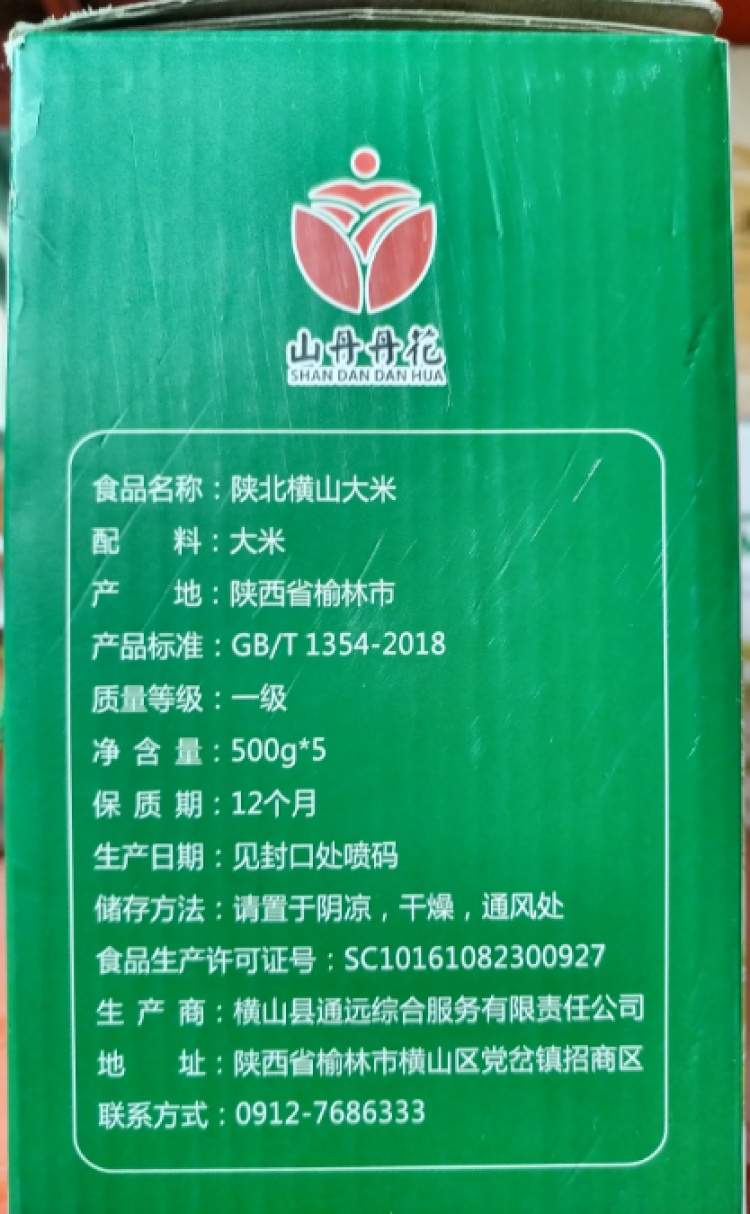 山丹丹花
SHAN DAN DAN HUA
食品名称：陕北横山大米
配　　料：大米
产　　地：陕西省榆林市
产品标准：GB/T 1354-2018
质量等级：一级
净 含 量：500g*5
保 质 期：12个月
生产日期：见封口处喷码
储存方法：请置于阴凉，干燥，通风处
食品生产许可证号：SC10161082300927
生 产 商：横山县通远综合服务有限责任公司
地　　址：陕西省榆林市横山区党岔镇招商区
联系方式：0912-7686333